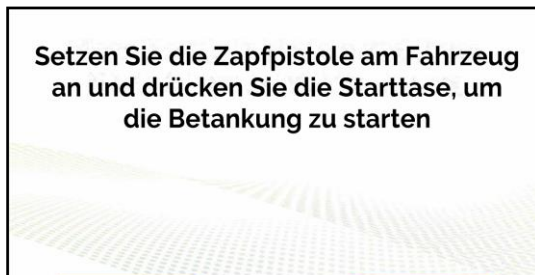 Setzen Sie die Zapfpistole am Fahrzeug
an und drücken Sie die Starttase, um
die Betankung zu starten